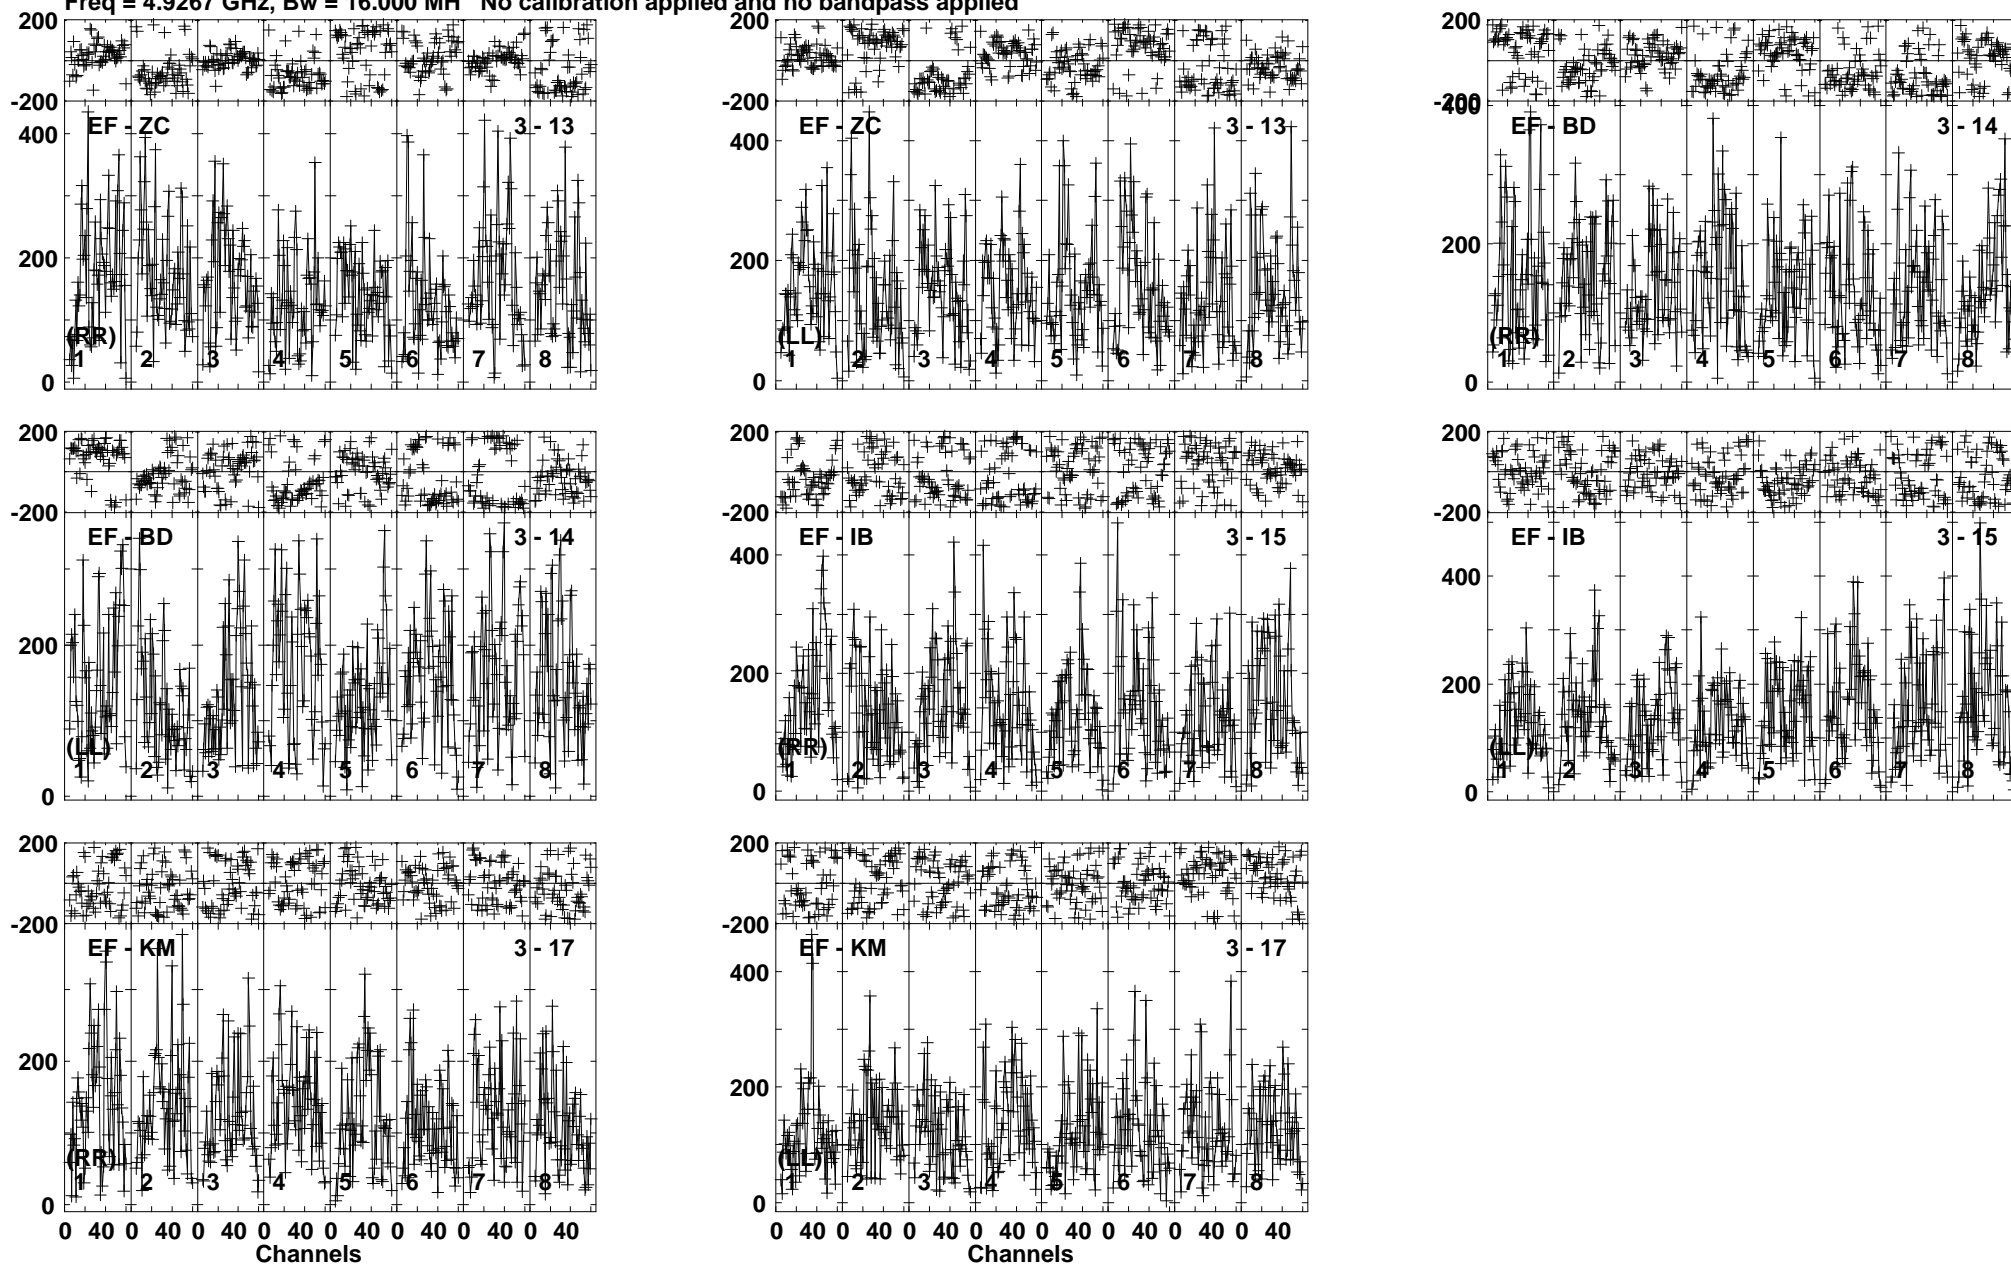 Freq = 4.9267 GHz, Bw = 16.000 MH No calibration applied and no bandpass applied
200 200 200
-200 -200 -200
EF - ZC 3 - 13 EF - ZC 3 - 13 EF - BD 3 - 14
400 400 400
200 200 200
(RR) (LL) (RR)
1 2 3 4 5 6 7 8 1 2 3 4 5 6 7 8 1 2 3 4 5 6 7 8
0 0 0
200 200 200
-200 -200 -200
EF - BD 3 - 14 EF - IB 3 - 15 EF - IB 3 - 15
400 400
200 200 200
(LL) (RR) (LL)
1 2 3 4 5 6 7 8 1 2 3 4 5 6 7 8 1 2 3 4 5 6 7 8
0 0 0
200 200
-200 -200
EF - KM 3 - 17 EF - KM 3 - 17
400
200 200
(RR) (LL)
1 2 3 4 5 6 7 8 1 2 3 4 5 6 7 8
0 0
0 40 0 40 0 40 0 40 0 40 0 40 0 40 0 40 0 40 0 40 0 40 0 40 0 40 0 40 0 40 0 40
Channels Channels